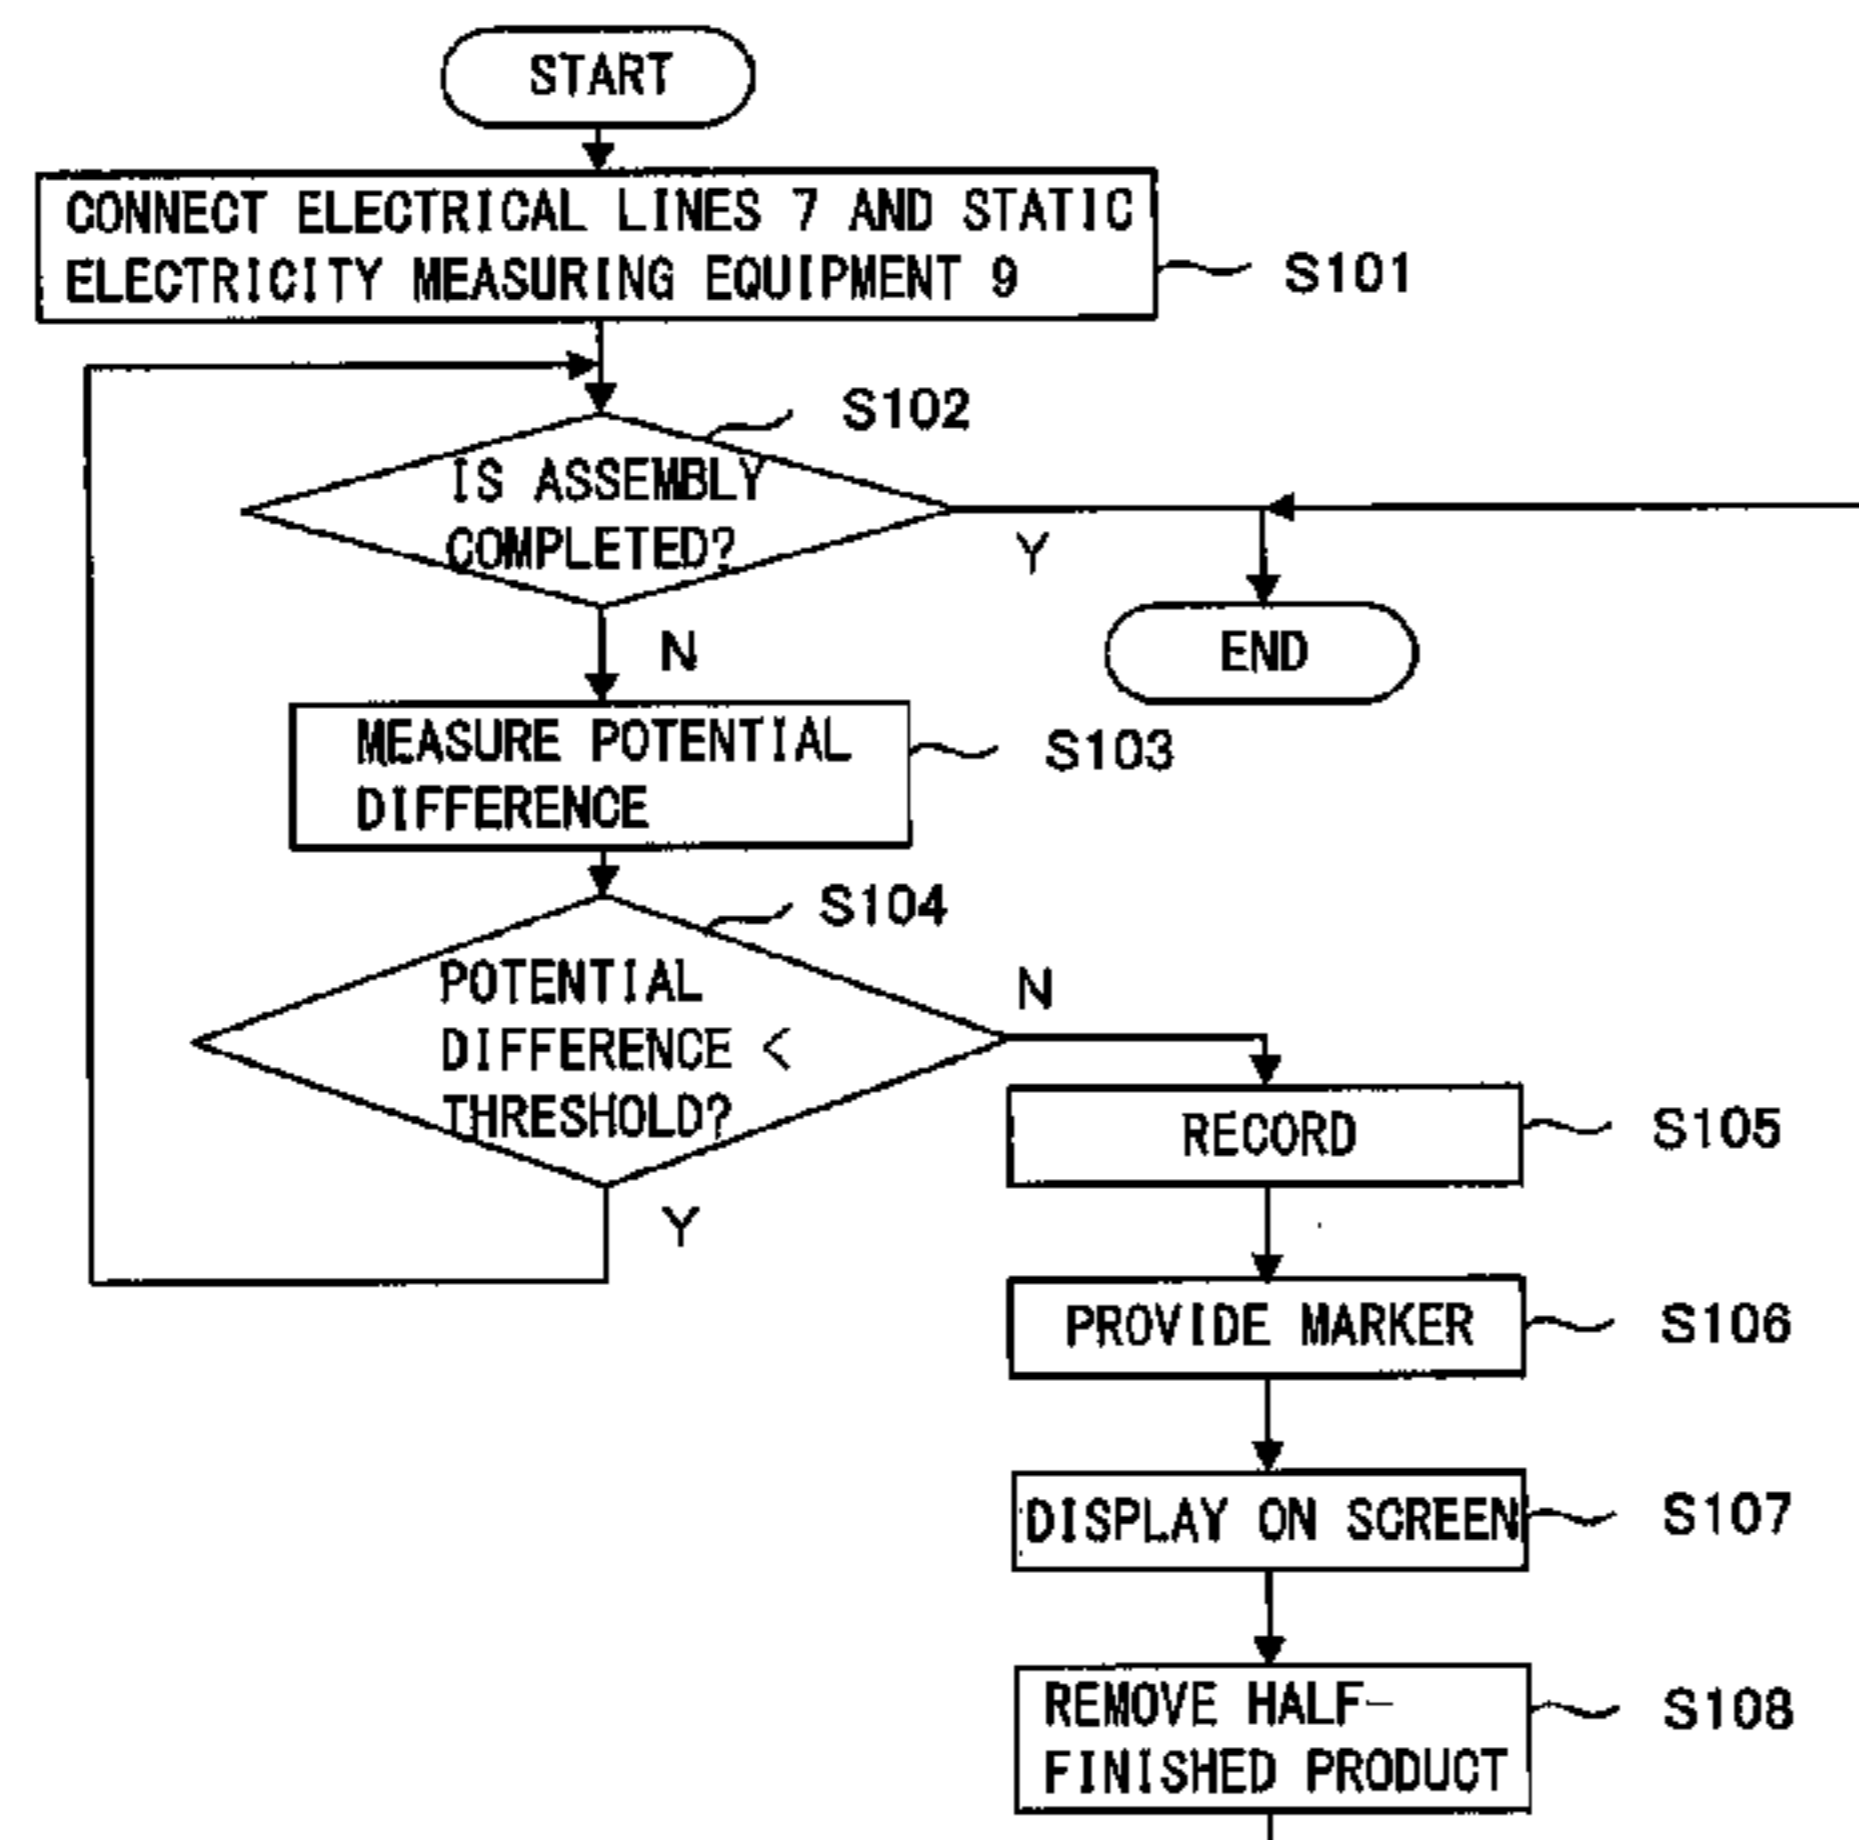 START
CONNECT ELECTRICAL LINES 7 AND STATIC
ELECTRICITY MEASURING EQUIPMENT 9
S101
S102
IS ASSEMBLY
COMPLETED?
Y
N
END
MEASURE POTENTIAL
DIFFERENCE
S103
S104
POTENTIAL
DIFFERENCE <
THRESHOLD?
N
Y
RECORD
S105
PROVIDE MARKER
S106
DISPLAY ON SCREEN
S107
REMOVE HALF-
FINISHED PRODUCT
S108